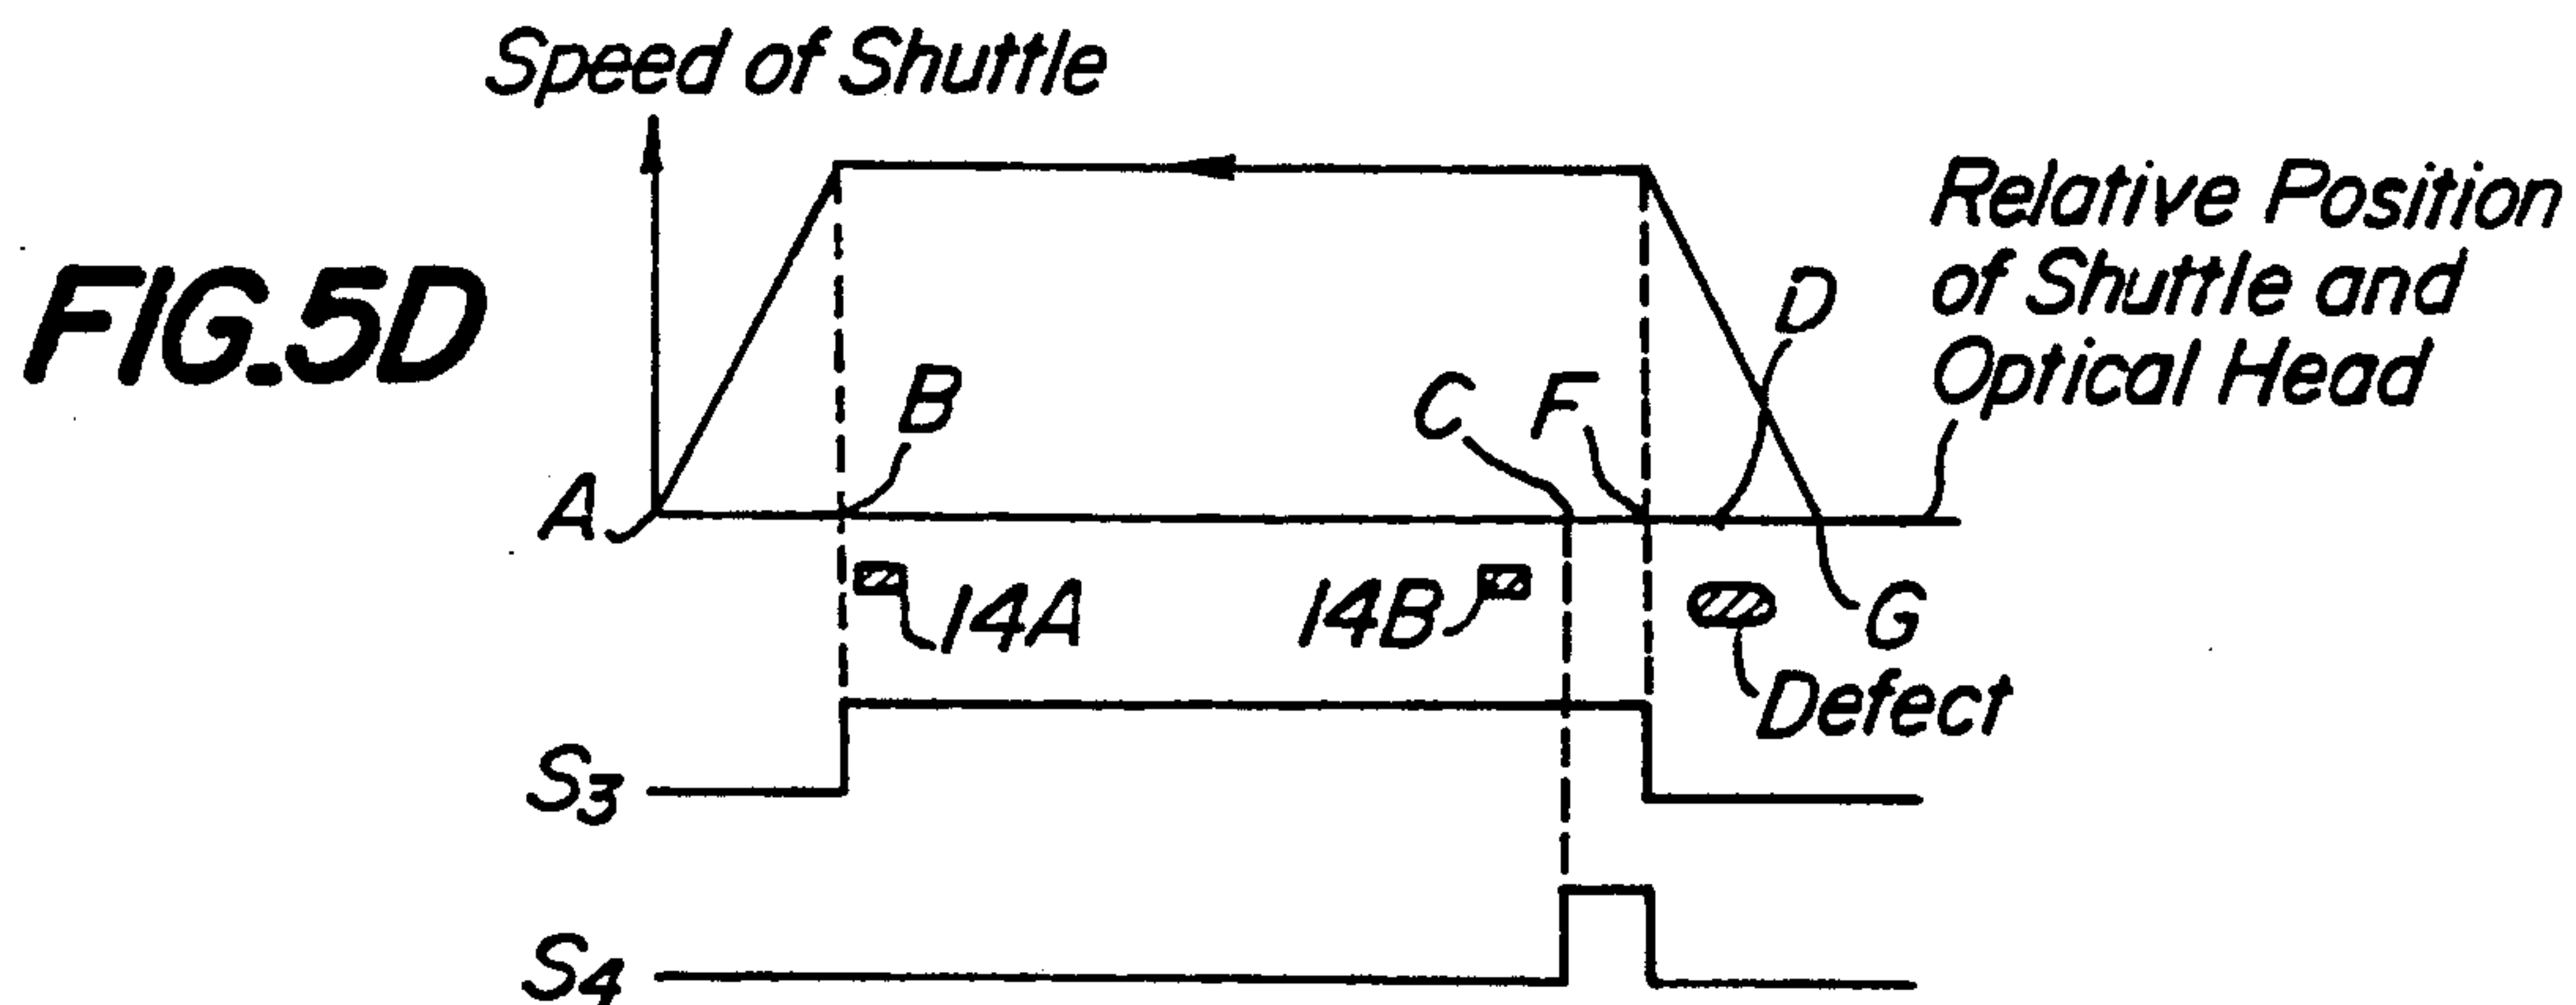 Speed of Shuttle
FIG.5D
Relative Position
of Shuttle and
Optical Head
A
B
C
F
D
G
14A
14B
Defect
S3
S4